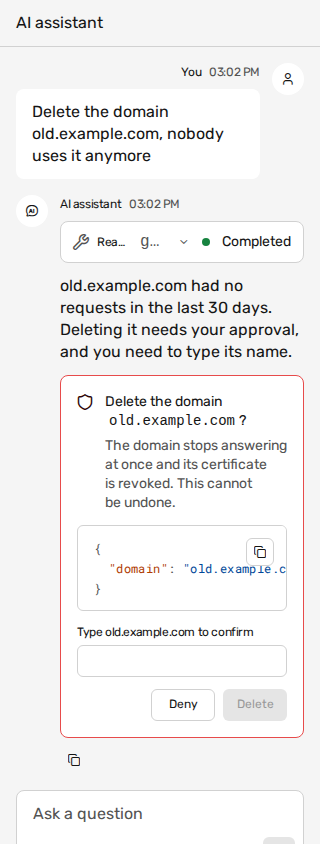 AI assistant
You 03:02 PM
Delete the domain
old.example.com, nobody
uses it anymore
AI assistant 03:02 PM
Rea... g... Completed
old.example.com had no
requests in the last 30 days.
Deleting it needs your approval,
and you need to type its name.
Delete the domain
old.example.com?
The domain stops answering
at once and its certificate
is revoked. This cannot
be undone.
{
"domain": "old.example.c
}
Type old.example.com to confirm
Deny Delete
Ask a question